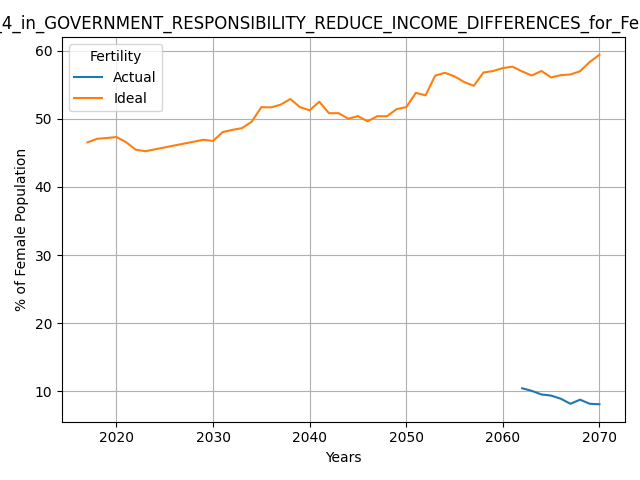 _4_in_GOVERNMENT_RESPONSIBILITY_REDUCE_INCOME_DIFFERENCES_for_Fe
60
50
40
30
20
10
% of Female Population
Fertility
Actual
Ideal
2020 2030 2040 2050 2060 2070
Years